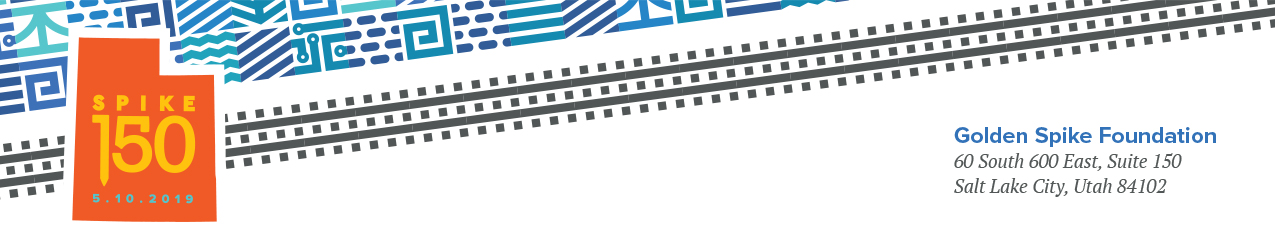 SPIKE
150
5.10.2019
Golden Spike Foundation
60 South 600 East, Suite 150
Salt Lake City, Utah 84102